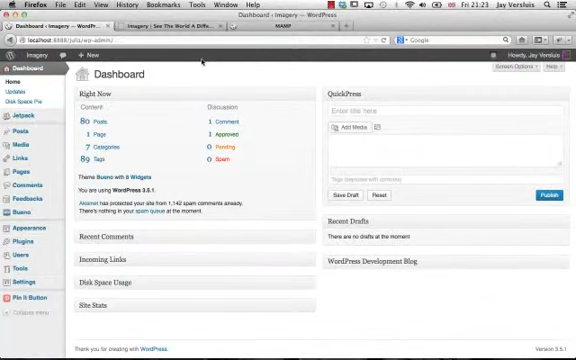 Firefox File Edit View History Bookmarks Tools Window Help Fri 21:23 Jay Versluis
Dashboard ‹ Imagery — WordPress
Dashboard ‹ Imagery — WordPr... Imagery | See The World A Diffe... MAMP
localhost:8888/julia/wp-admin/ Google
Imagery New Howdy, Jay Versluis
Screen Options Help
Dashboard
Home
Updates
Disk Space Pie
Jetpack
Posts
Media
Links
Pages
Comments
Feedbacks
Bueno
Appearance
Plugins
Users
Tools
Settings
Pin It Button
Collapse menu
Dashboard
Right Now
Content Discussion
80 Posts 1 Comment
1 Page 1 Approved
7 Categories 0 Pending
89 Tags 0 Spam
Theme Bueno with 8 Widgets
You are using WordPress 3.5.1.
Akismet has protected your site from 1,142 spam comments already.
There's nothing in your spam queue at the moment.
Recent Comments
Incoming Links
Disk Space Usage
Site Stats
QuickPress
Enter title here
Add Media
Tags (separate with commas)
Save Draft Reset Publish
Recent Drafts
There are no drafts at the moment
WordPress Development Blog
Thank you for creating with WordPress. Version 3.5.1